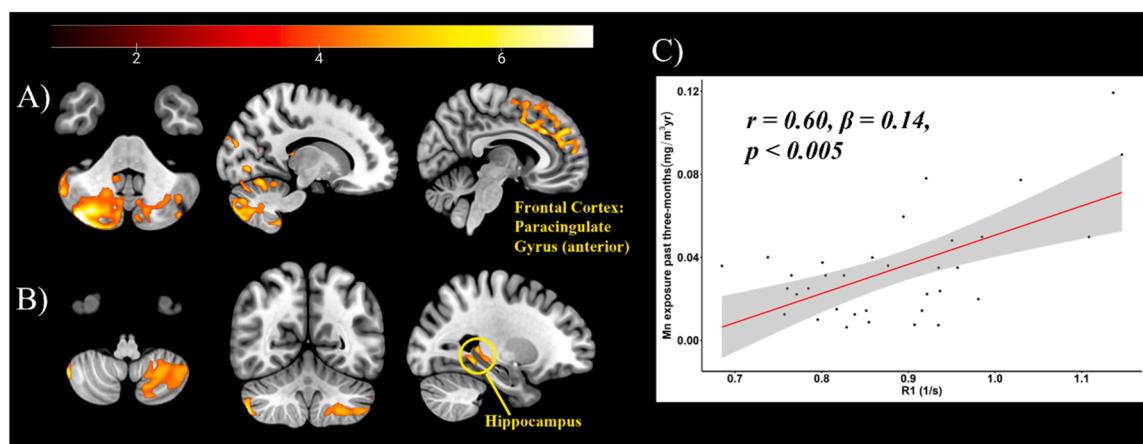 2 4 6
A)
Frontal Cortex:
Paracingulate
Gyrus (anterior)
B)
Hippocampus
C)
r = 0.60, β = 0.14,
p < 0.005
Mn exposure past three-months(mg/m³yr)
0.12
0.08
0.04
0.00
0.7 0.8 0.9 1.0 1.1
R1 (1/s)